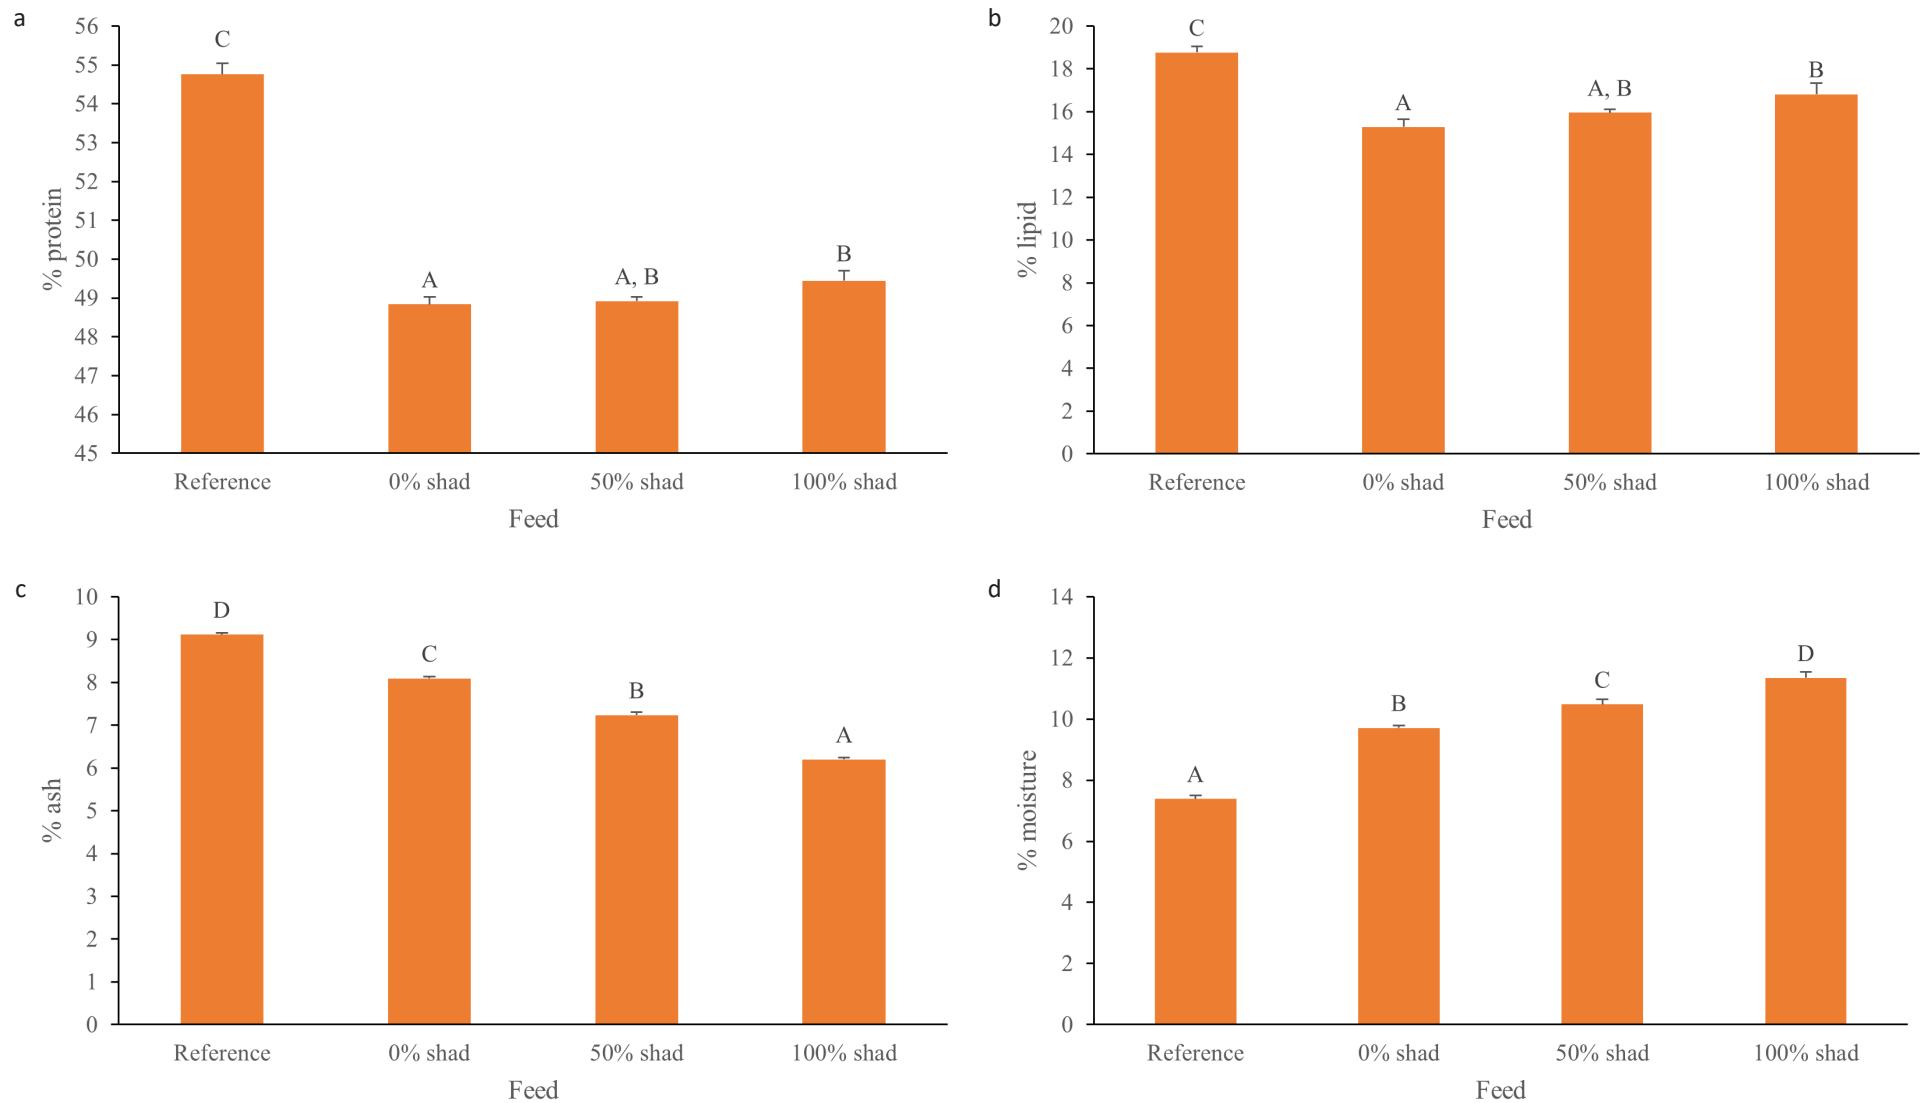 a
56
55
54
53
52
51
50
49
48
47
46
45
% protein
C
A
A, B
B
Reference 0% shad 50% shad 100% shad
Feed
b
20
18
16
14
12
10
8
6
4
2
0
% lipid
C
A
A, B
B
Reference 0% shad 50% shad 100% shad
Feed
c
10
9
8
7
6
5
4
3
2
1
0
% ash
D
C
B
A
Reference 0% shad 50% shad 100% shad
Feed
d
14
12
10
8
6
4
2
0
% moisture
A
B
C
D
Reference 0% shad 50% shad 100% shad
Feed